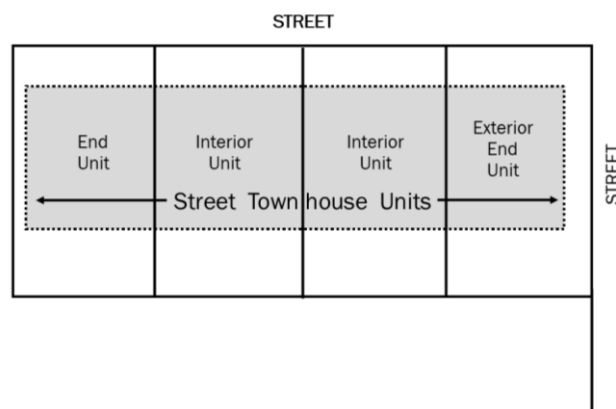 STREET
End
Unit
Interior
Unit
Interior
Unit
Exterior
End
Unit
STREET
Street Townhouse Units